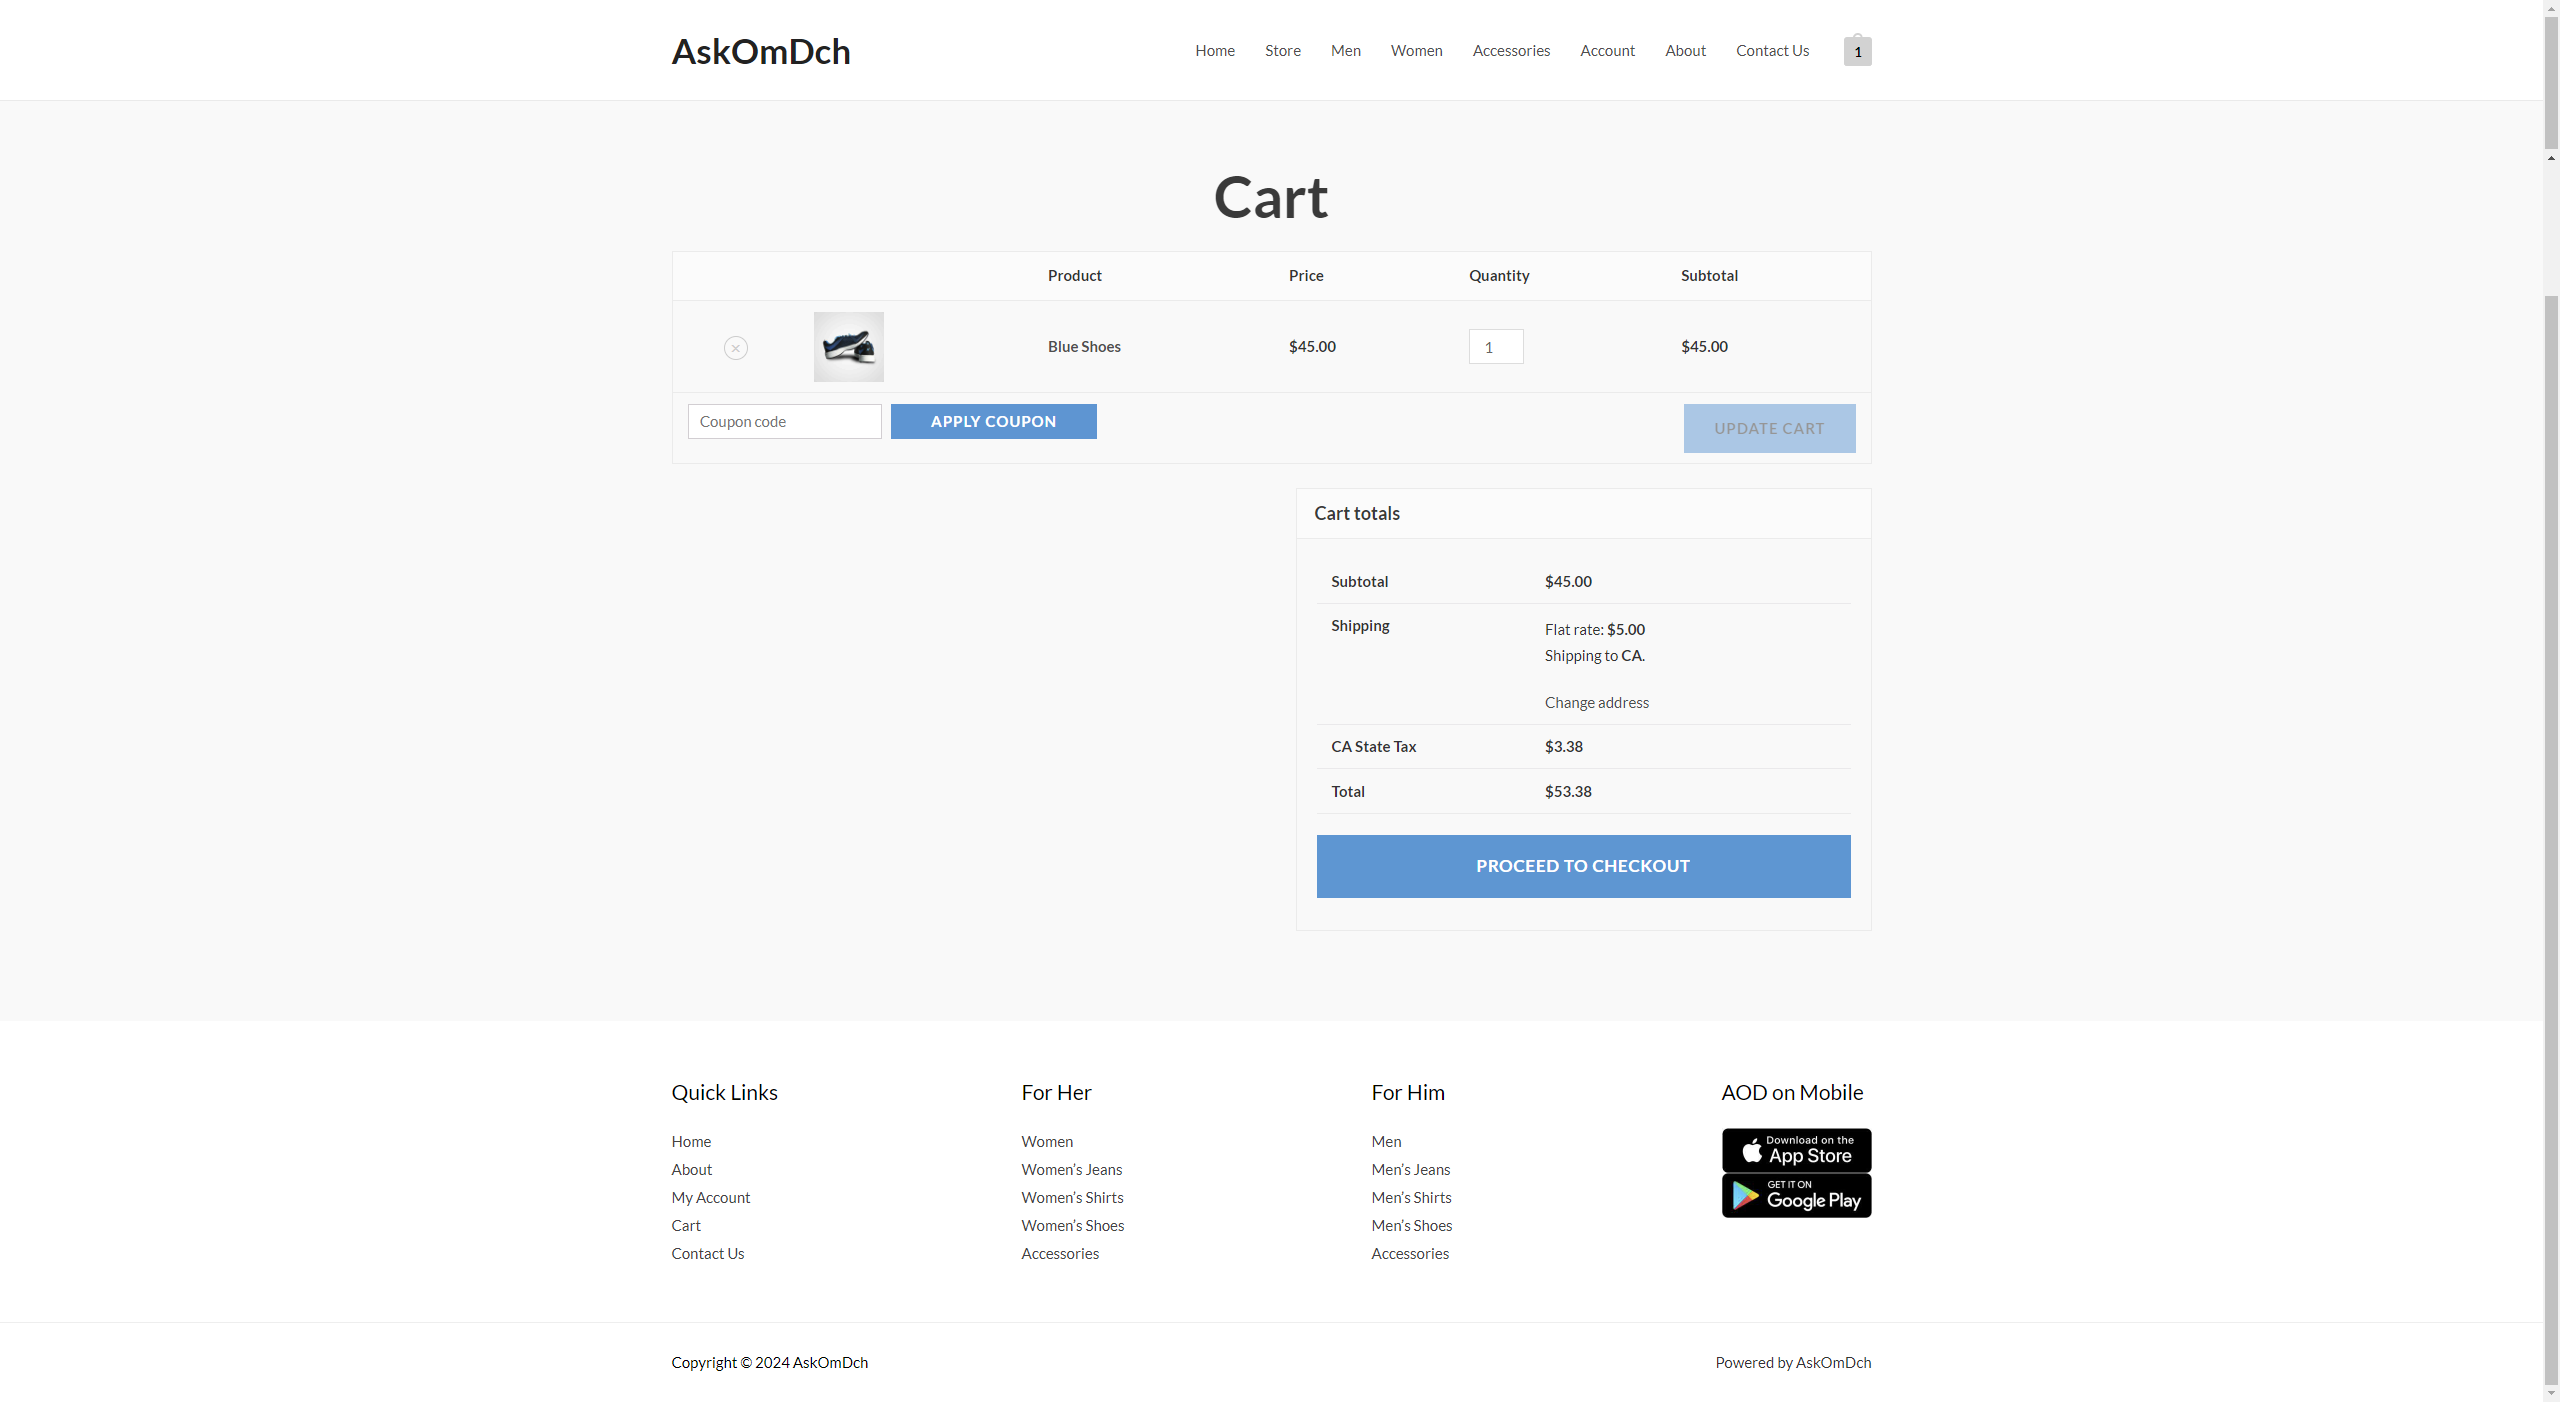 AskOmDch
Home Store Men Women Accessories Account About Contact Us 1
Cart
Product Price Quantity Subtotal
× Blue Shoes $45.00 1 $45.00
Coupon code APPLY COUPON UPDATE CART
Cart totals
Subtotal $45.00
Shipping Flat rate: $5.00
Shipping to CA.
Change address
CA State Tax $3.38
Total $53.38
PROCEED TO CHECKOUT
Quick Links
Home
About
My Account
Cart
Contact Us
For Her
Women
Women’s Jeans
Women’s Shirts
Women’s Shoes
Accessories
For Him
Men
Men’s Jeans
Men’s Shirts
Men’s Shoes
Accessories
AOD on Mobile
Download on the
App Store
GET IT ON
Google Play
Copyright © 2024 AskOmDch
Powered by AskOmDch